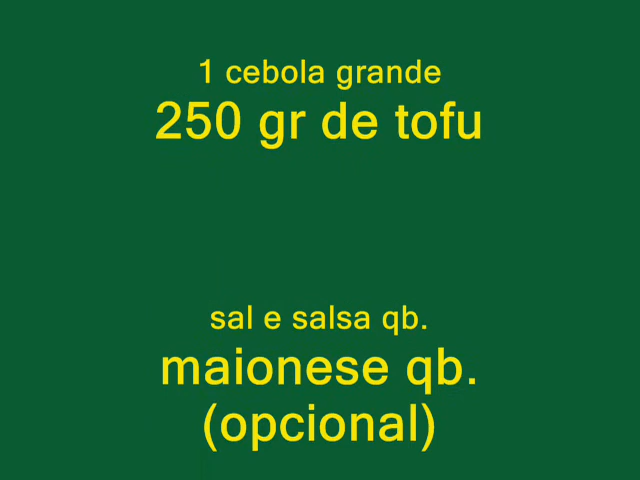 1 cebola grande
250 gr de tofu
sal e salsa qb.
maionese qb.
(opcional)